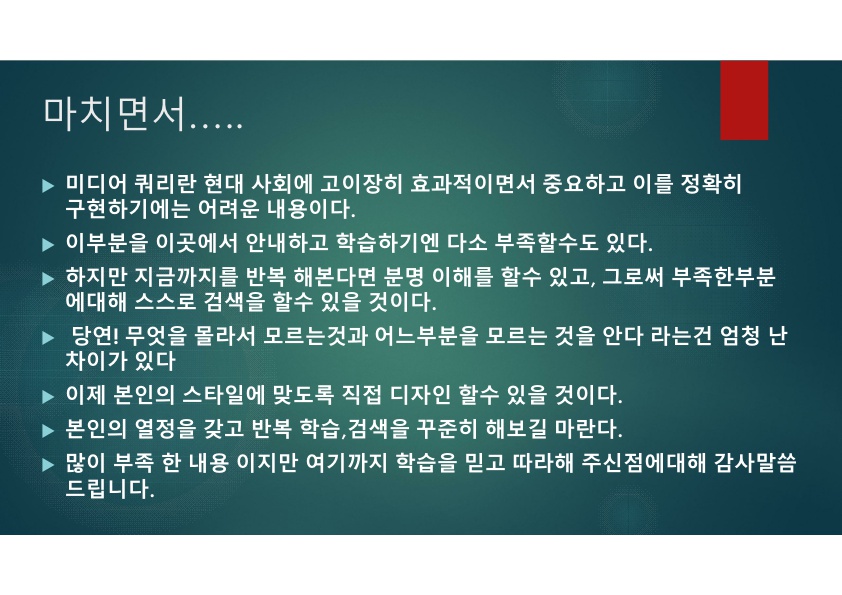 마치면서…..
미디어 쿼리란 현대 사회에 고이장히 효과적이면서 중요하고 이를 정확히
구현하기에는 어려운 내용이다.
이부분을 이곳에서 안내하고 학습하기엔 다소 부족할수도 있다.
하지만 지금까지를 반복 해본다면 분명 이해를 할수 있고, 그로써 부족한부분
에대해 스스로 검색을 할수 있을 것이다.
당연! 무엇을 몰라서 모르는것과 어느부분을 모르는 것을 안다 라는건 엄청 난
차이가 있다
이제 본인의 스타일에 맞도록 직접 디자인 할수 있을 것이다.
본인의 열정을 갖고 반복 학습,검색을 꾸준히 해보길 마란다.
많이 부족 한 내용 이지만 여기까지 학습을 믿고 따라해 주신점에대해 감사말씀
드립니다.